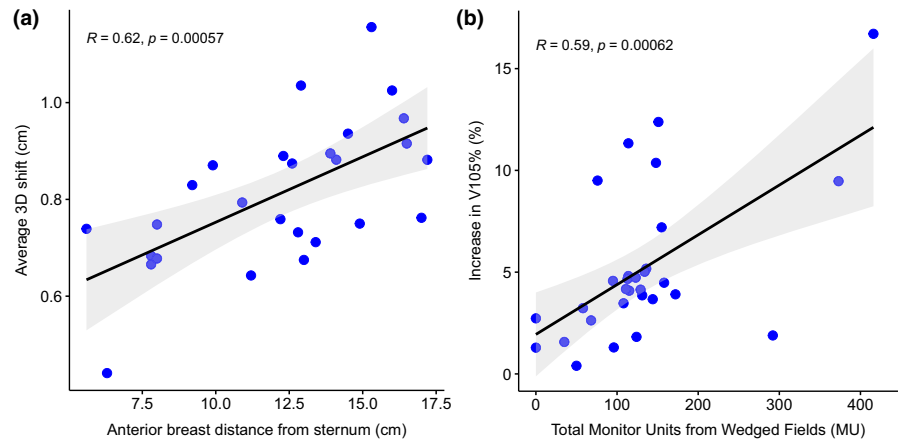 (a)
R = 0.62, p = 0.00057
Average 3D shift (cm)
1.0
0.8
0.6
7.5 10.0 12.5 15.0 17.5
Anterior breast distance from sternum (cm)
(b)
R = 0.59, p = 0.00062
Increase in V105% (%)
15
10
5
0
0 100 200 300 400
Total Monitor Units from Wedged Fields (MU)